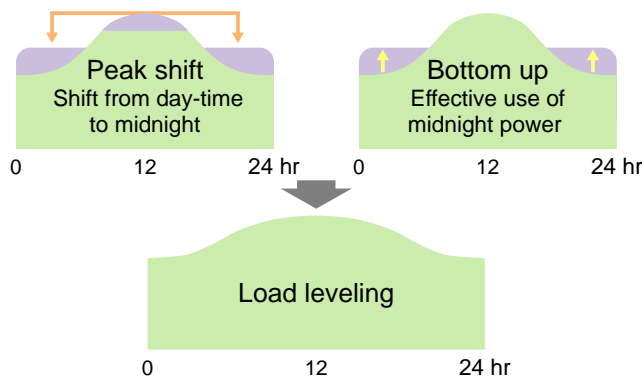 Peak shift
Shift from day-time
to midnight
0
12
24 hr
Bottom up
Effective use of
midnight power
0
12
24 hr
Load leveling
0
12
24 hr